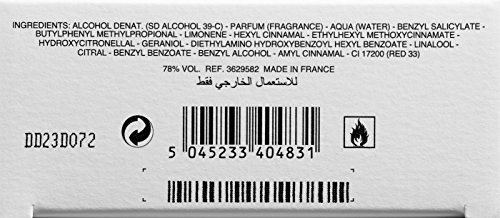 INGREDIENTS: ALCOHOL DENAT. (SD ALCOHOL 39-C) - PARFUM (FRAGRANCE) - AQUA (WATER) - BENZYL SALICYLATE -
BUTYLPHENYL METHYLPROPIONAL - LIMONENE - HEXYL CINNAMAL - ETHYLHEXYL METHOXYCINNAMATE -
HYDROXYCITRONELLAL - GERANIOL - DIETHYLAMINO HYDROXYBENZOYL HEXYL BENZOATE - LINALOOL -
CITRAL - BENZYL BENZOATE - BENZYL ALCOHOL - AMYL CINNAMAL - CI 17200 (RED 33)
78% VOL. REF. 3629582 MADE IN FRANCE
للاستعمال الخارجي فقط
DD23D072
5 045233 404831